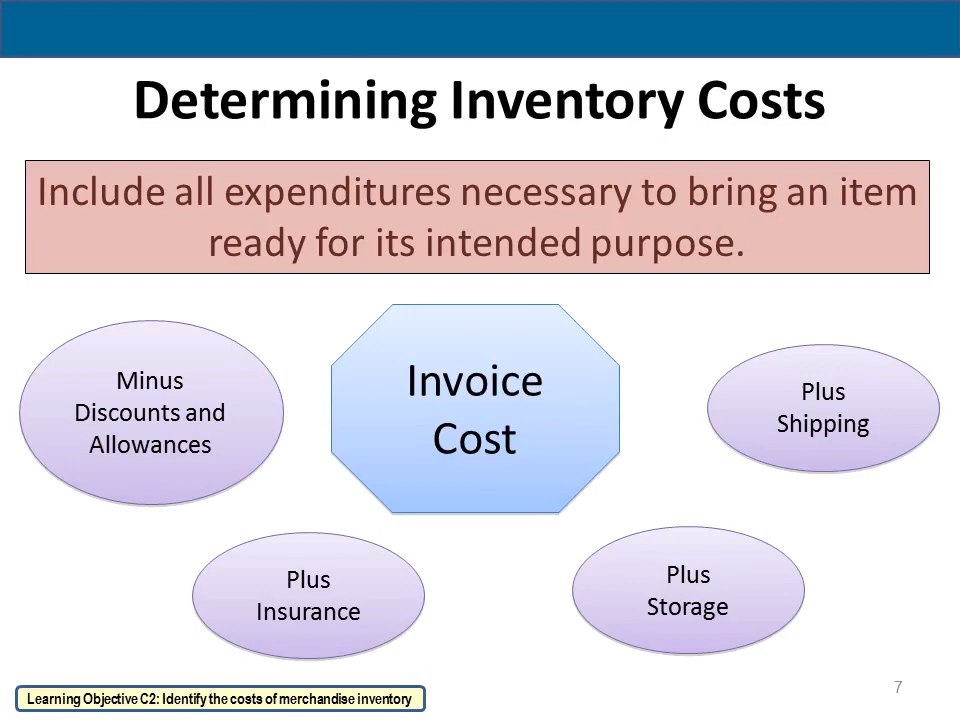 Determining Inventory Costs
Include all expenditures necessary to bring an item
ready for its intended purpose.
Minus
Discounts and
Allowances
Invoice
Cost
Plus
Shipping
Plus
Insurance
Plus
Storage
Learning Objective C2: Identify the costs of merchandise inventory
7